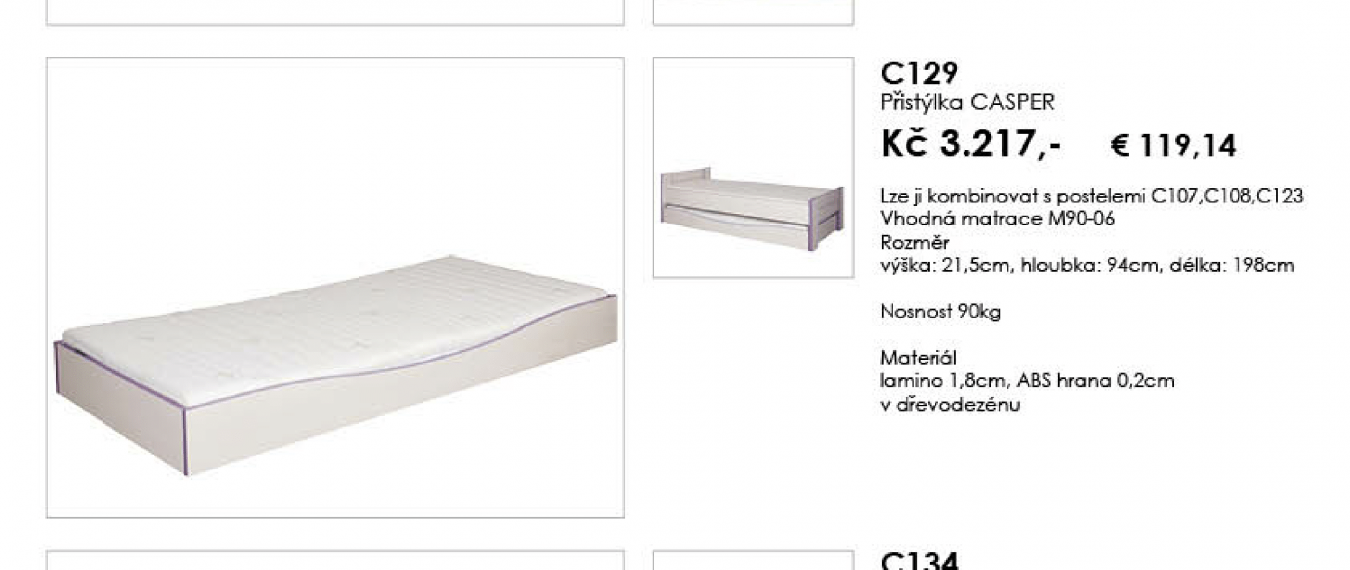 C129
Přistýlka CASPER
Kč 3.217,- € 119,14
Lze ji kombinovat s postelemi C107,C108,C123
Vhodná matrace M90-06
Rozměr
výška: 21,5cm, hloubka: 94cm, délka: 198cm
Nosnost 90kg
Materiál
lamino 1,8cm, ABS hrana 0,2cm
v dřevodezénu
C134